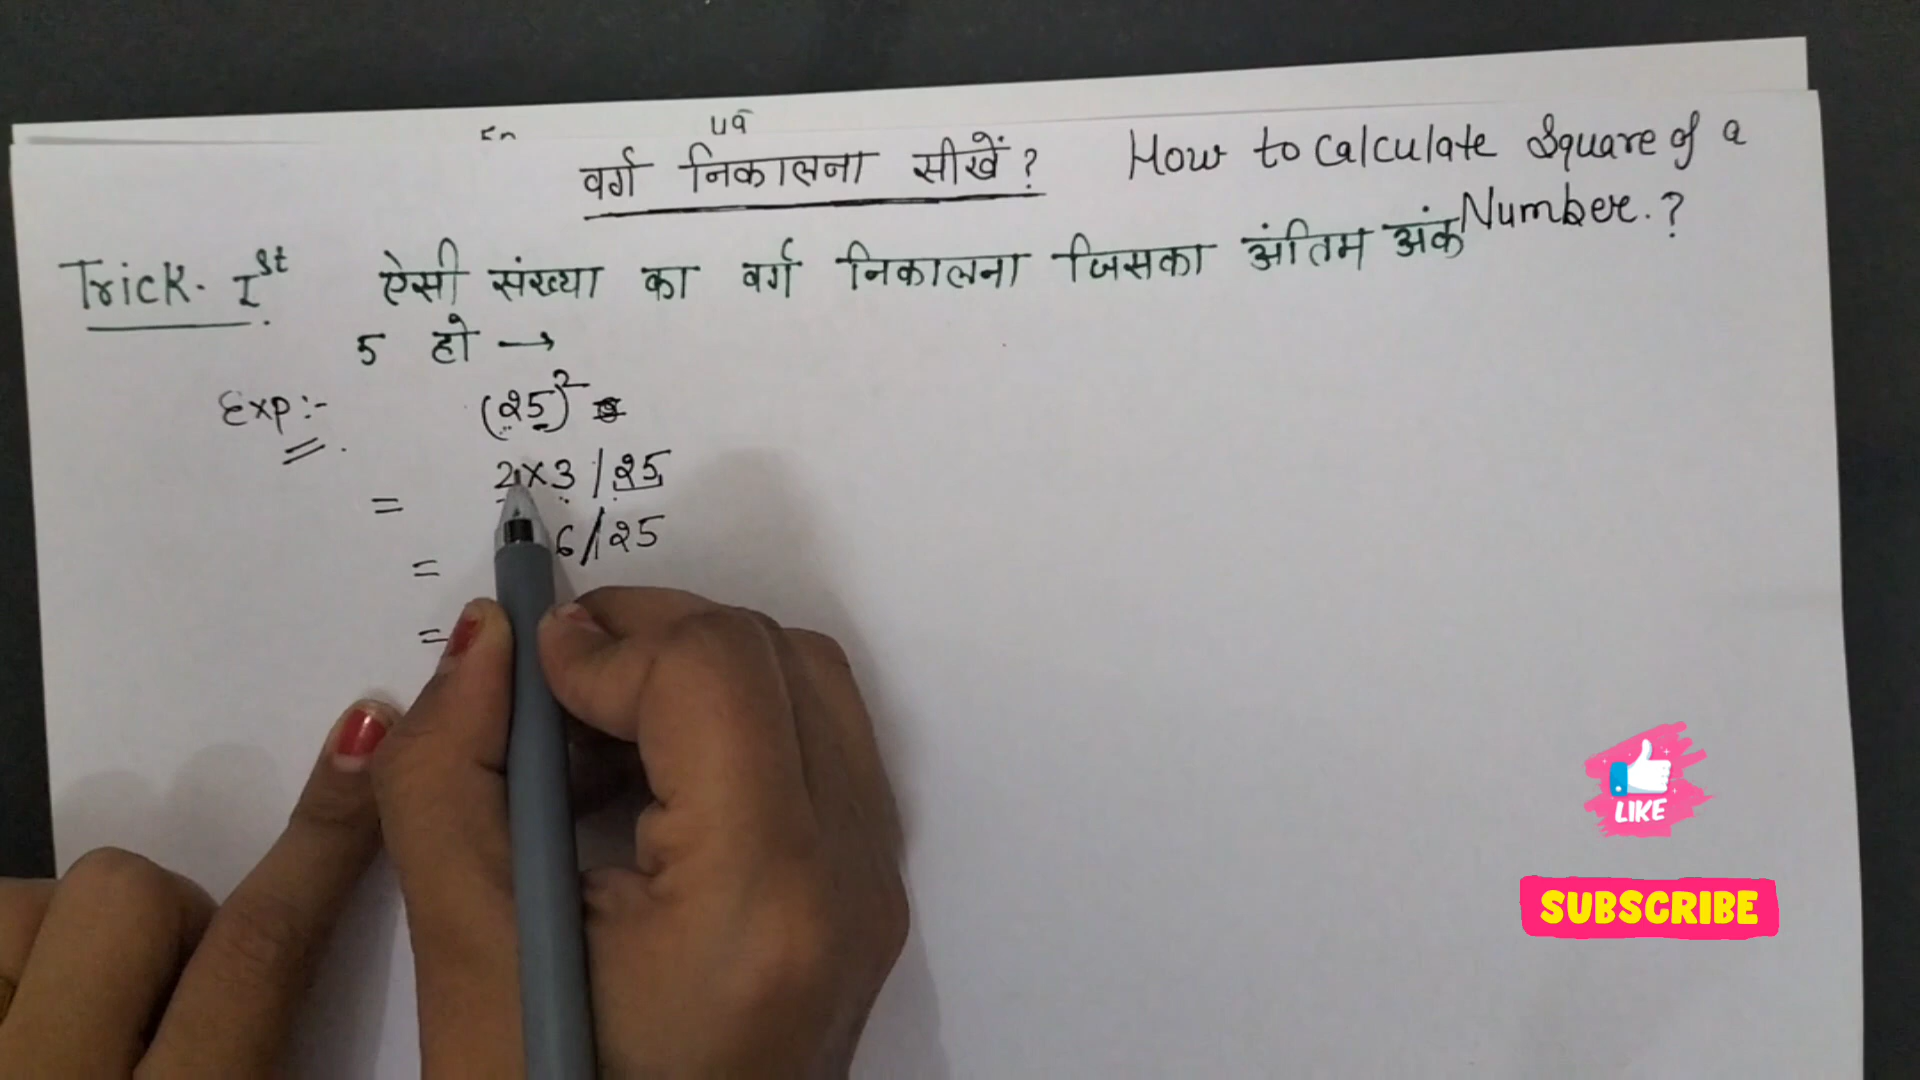 वर्ग निकालना सीखें ? How to Calculate Square of a Number. ?
Trick. Ist ऐसी संख्या का वर्ग निकालना जिसका अंतिम अंक
5 हो →
Exp:- (25)²
= 2×3 / 25
= 6/25
=
LIKE
SUBSCRIBE